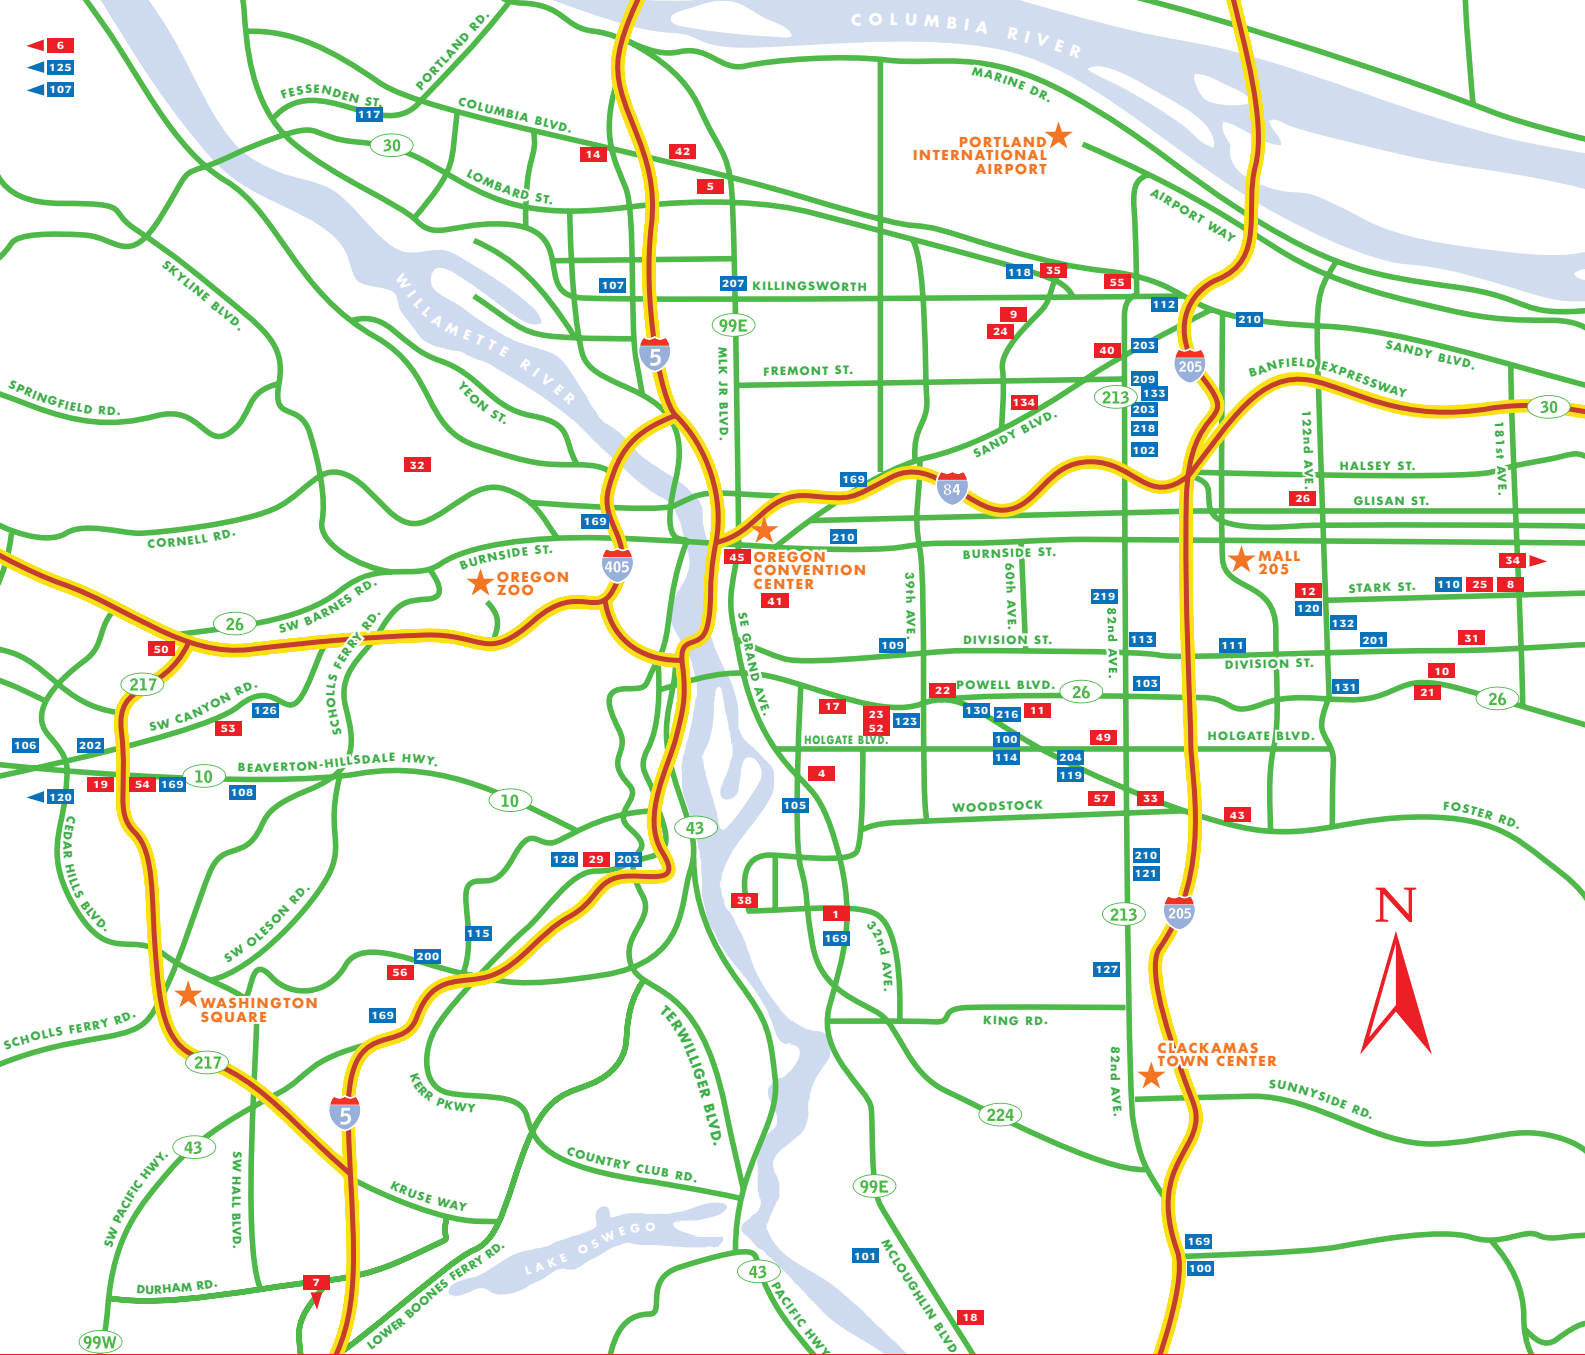 COLUMBIA RIVER
6
125
107
PORTLAND RD.
FESSENDEN ST.
117
COLUMBIA BLVD.
MARINE DR.
30
14
42
5
PORTLAND
INTERNATIONAL
AIRPORT
LOMBARD ST.
AIRPORT WAY
SKYLINE BLVD.
WILLAMETTE RIVER
107
207
KILLINGSWORTH
118
35
55
112
210
9
24
99E
5
MLK JR BLVD.
40
203
205
SANDY BLVD.
BANFIELD EXPRESSWAY
SPRINGFIELD RD.
YEON ST.
FREMONT ST.
209
213
133
203
218
102
134
SANDY BLVD.
30
122nd AVE.
181st AVE.
32
169
84
HALSEY ST.
26
GLISAN ST.
CORNELL RD.
169
BURNSIDE ST.
405
210
45
OREGON
CONVENTION
CENTER
41
OREGON
ZOO
BURNSIDE ST.
MALL
205
34
39th AVE.
60th AVE.
219
82nd AVE.
12
120
STARK ST.
110
25
8
132
201
31
SW BARNES RD.
26
SCHOLLS FERRY RD.
SE GRAND AVE.
50
217
109
DIVISION ST.
113
111
DIVISION ST.
10
21
131
26
SW CANYON RD.
126
53
22
POWELL BLVD.
26
103
17
23
52
123
130
216
11
106
202
HOLGATE BLVD.
100
114
49
204
119
HOLGATE BLVD.
BEAVERTON-HILLSDALE HWY.
10
19
54
169
108
120
10
4
105
WOODSTOCK
57
33
43
FOSTER RD.
CEDAR HILLS BLVD.
43
128
29
203
210
121
38
1
169
32nd AVE.
213
205
N
SW OLESON RD.
115
200
56
127
WASHINGTON
SQUARE
SCHOLLS FERRY RD.
169
TERWILLIGER BLVD.
KING RD.
217
CLACKAMAS
TOWN CENTER
82nd AVE.
SUNNYSIDE RD.
KERR PKWY
5
224
43
SW PACIFIC HWY.
SW HALL BLVD.
COUNTRY CLUB RD.
KRUSE WAY
99E
LAKE OSWEGO
101
MCLOUGHLIN BLVD
169
100
DURHAM RD.
7
LOWER BOONES FERRY RD.
43
PACIFIC HWY
18
99W